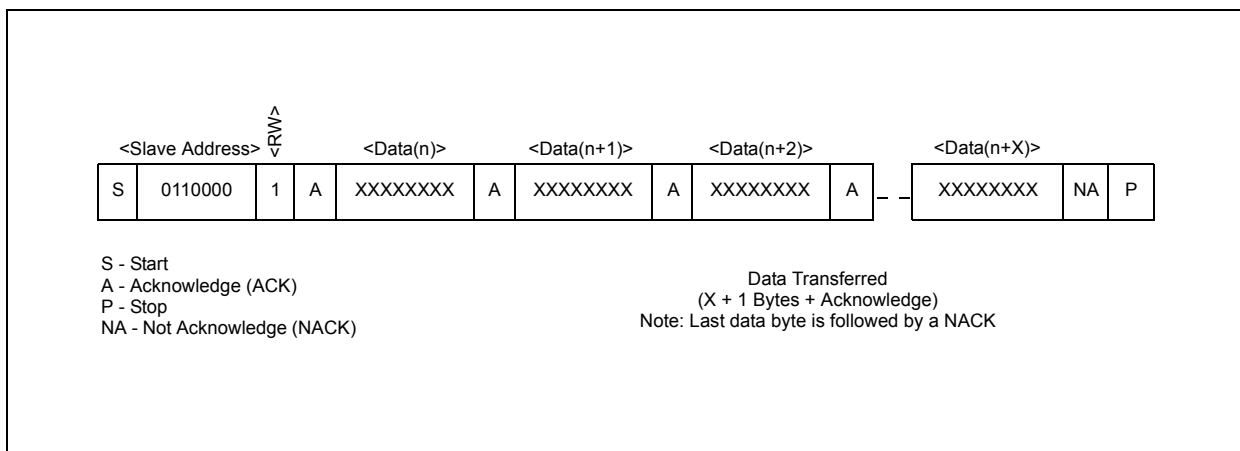 <Slave Address> <RW> <Data(n)> <Data(n+1)> <Data(n+2)> <Data(n+X)>
S 0110000 1 A XXXXXXXX A XXXXXXXX A XXXXXXXX A XXXXXXXX NA P
S - Start
A - Acknowledge (ACK)
P - Stop
NA - Not Acknowledge (NACK)
Data Transferred
(X + 1 Bytes + Acknowledge)
Note: Last data byte is followed by a NACK